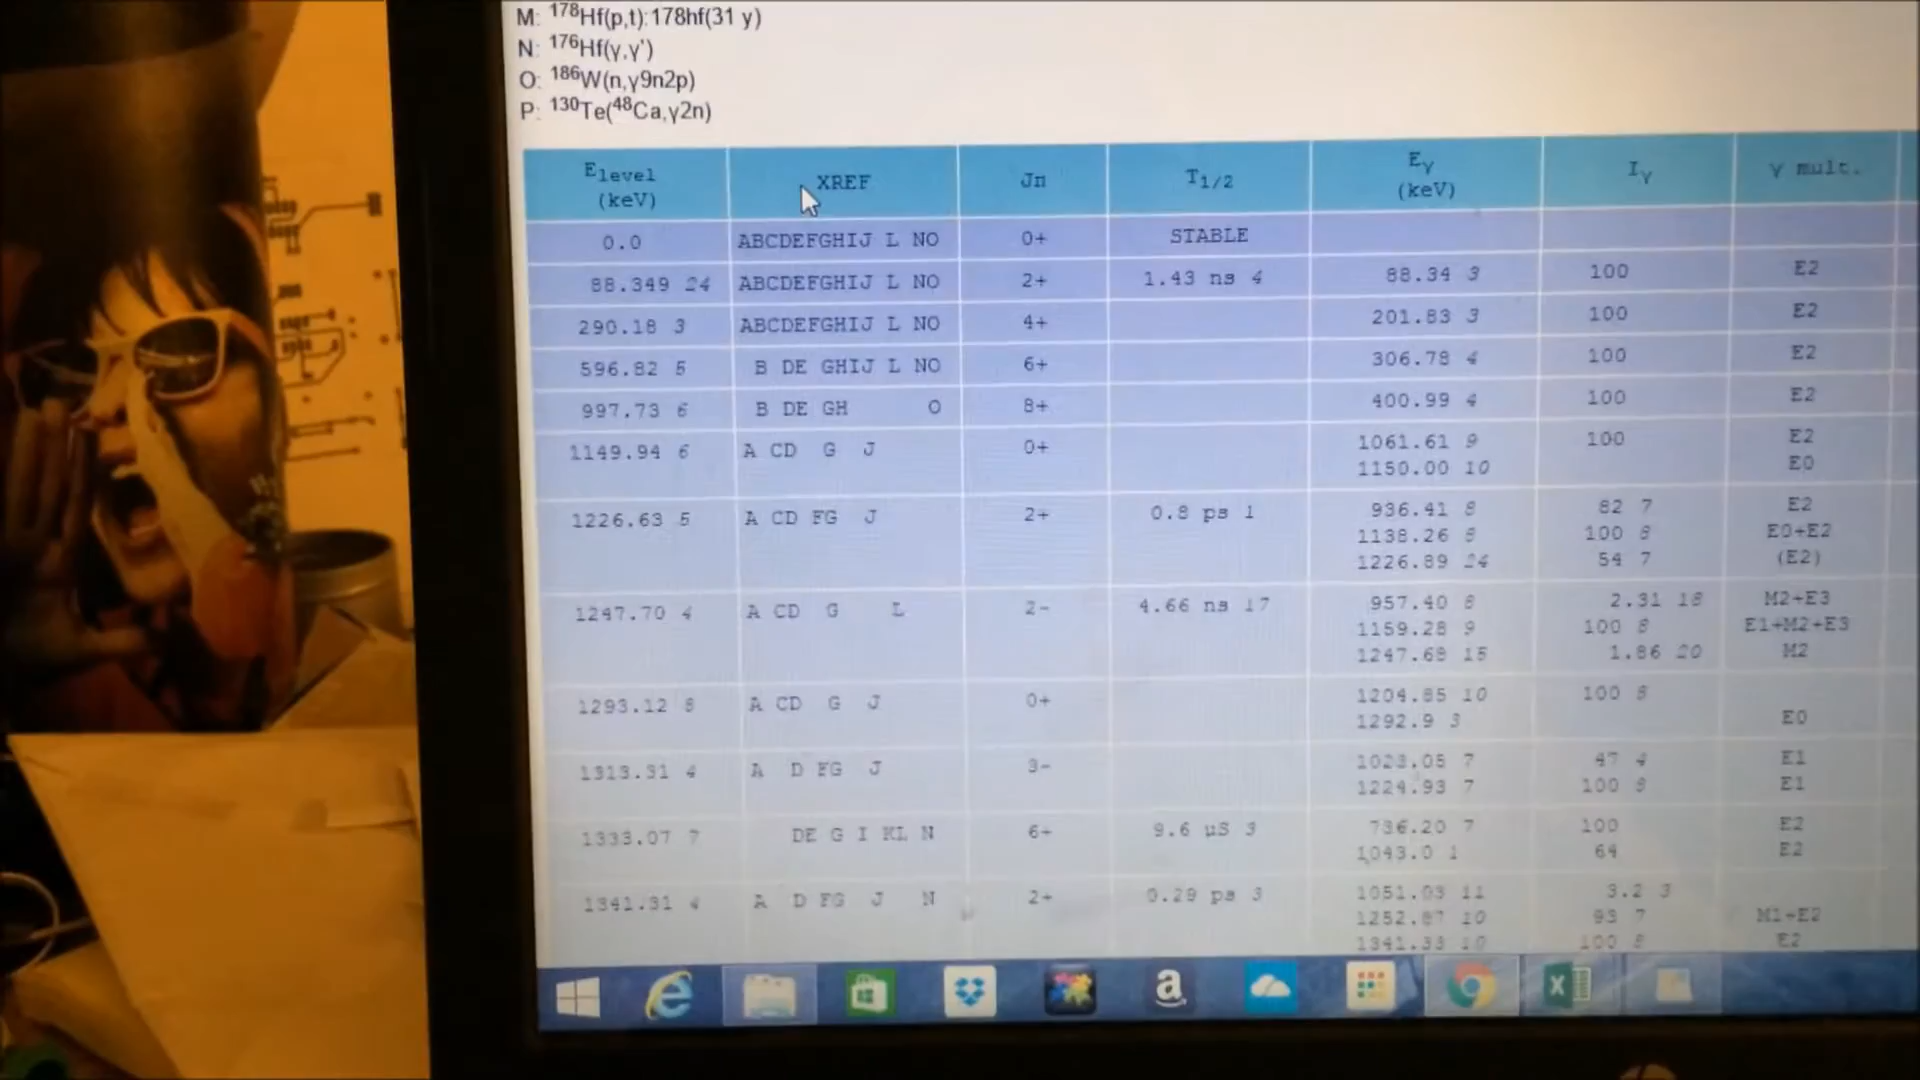 M: 178Hf(p,t):178hf(31 y)
N: 176Hf(γ,γ')
O: 186W(n,γ9n2p)
P: 130Te(48Ca,γ2n)
Elevel (keV) XREF Jπ T1/2 Eγ (keV) Iγ γ mult.
0.0 ABCDEFGHIJ L NO 0+ STABLE
88.349 24 ABCDEFGHIJ L NO 2+ 1.43 ns 4 88.34 3 100 E2
290.18 3 ABCDEFGHIJ L NO 4+ 201.83 3 100 E2
596.82 5 B DE GHIJ L NO 6+ 306.78 4 100 E2
997.73 6 B DE GH O 8+ 400.99 4 100 E2
1149.94 6 A CD G J 0+ 1061.61 9 100 E2
1150.00 10 E0
1226.63 5 A CD FG J 2+ 0.8 ps 1 936.41 8 82 7 E2
1138.26 8 100 8 E0+E2
1226.89 24 54 7 (E2)
1247.70 4 A CD G L 2- 4.66 ns 17 957.40 8 2.31 18 M2+E3
1159.28 9 100 8 E1+M2+E3
1247.68 15 1.86 20 M2
1293.12 8 A CD G J 0+ 1204.85 10 100 8
1292.9 3 E0
1313.31 4 A D FG J 3- 1023.05 7 47 4 E1
1224.93 7 100 8 E1
1333.07 7 DE G I KL N 6+ 9.6 µS 3 736.20 7 100 E2
1043.0 1 64 E2
1341.31 4 A D FG J N 2+ 0.29 ps 3 1051.03 11 3.2 3
1252.87 10 93 7 M1+E2
1341.33 10 100 8 E2